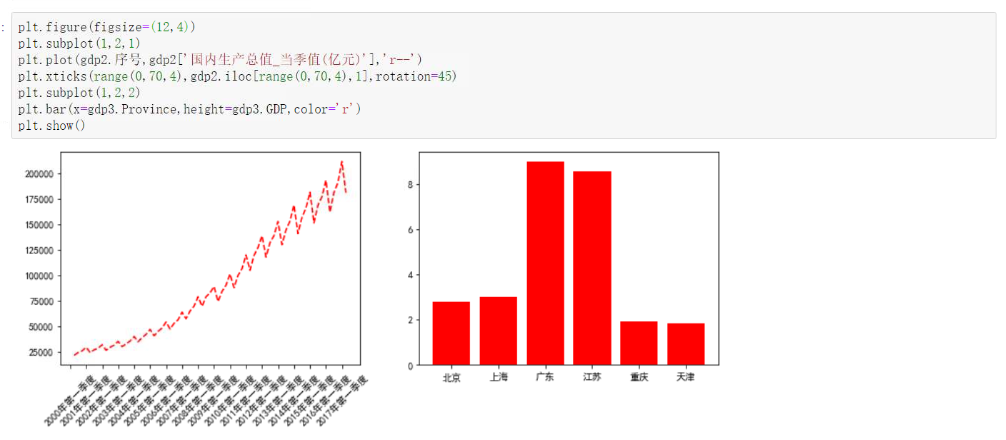 :
plt.figure(figsize=(12,4))
plt.subplot(1,2,1)
plt.plot(gdp2.序号,gdp2['国内生产总值_当季值(亿元)'],'r--')
plt.xticks(range(0,70,4),gdp2.iloc[range(0,70,4),1],rotation=45)
plt.subplot(1,2,2)
plt.bar(x=gdp3.Province,height=gdp3.GDP,color='r')
plt.show()
200000
175000
150000
125000
100000
75000
50000
25000
2000年第一季度
2001年第一季度
2002年第一季度
2003年第一季度
2004年第一季度
2005年第一季度
2006年第一季度
2007年第一季度
2008年第一季度
2009年第一季度
2010年第一季度
2011年第一季度
2012年第一季度
2013年第一季度
2014年第一季度
2015年第一季度
2016年第一季度
2017年第一季度
8
6
4
2
0
北京 上海 广东 江苏 重庆 天津